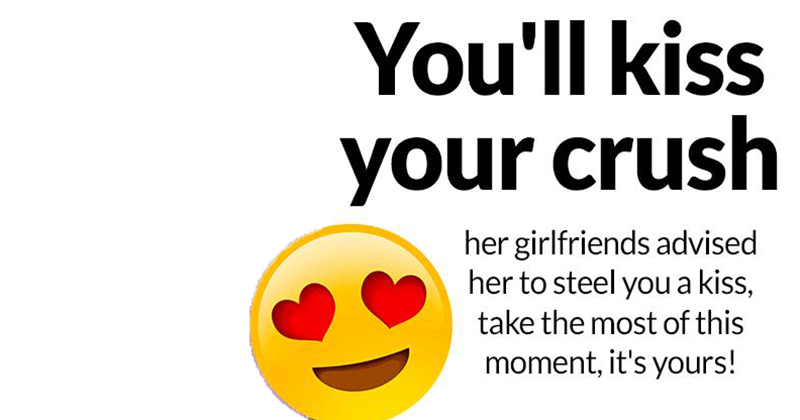 You'll kiss
your crush
her girlfriends advised
her to steel you a kiss,
take the most of this
moment, it's yours!